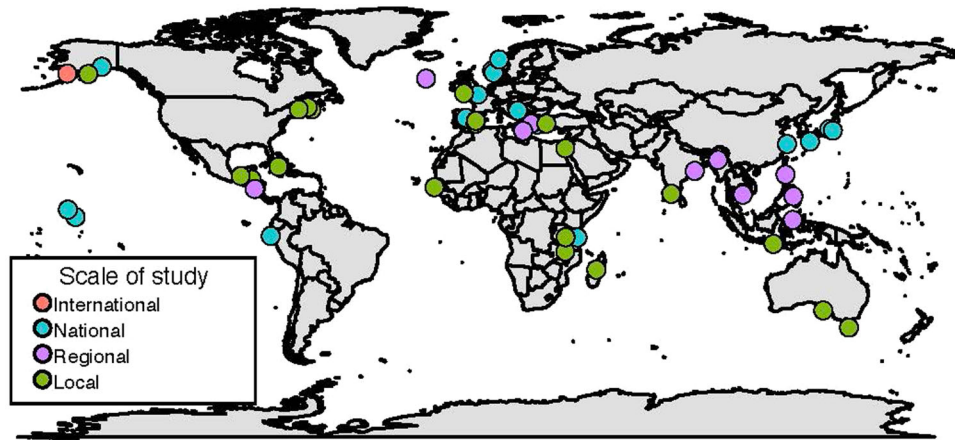 Scale of study
International
National
Regional
Local